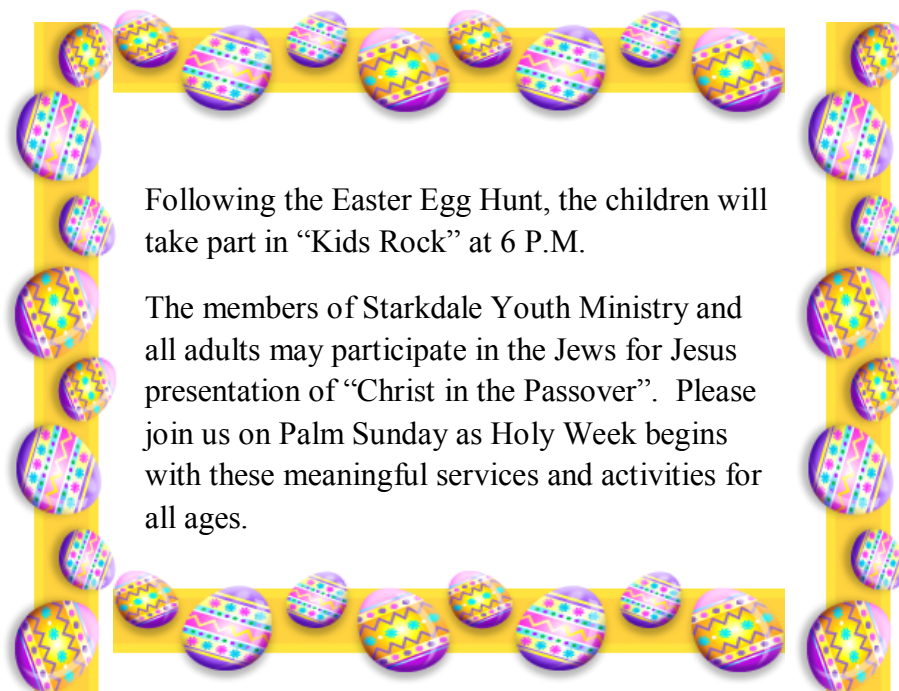 Following the Easter Egg Hunt, the children will
take part in “Kids Rock” at 6 P.M.
The members of Starkdale Youth Ministry and
all adults may participate in the Jews for Jesus
presentation of “Christ in the Passover”.  Please
join us on Palm Sunday as Holy Week begins
with these meaningful services and activities for
all ages.